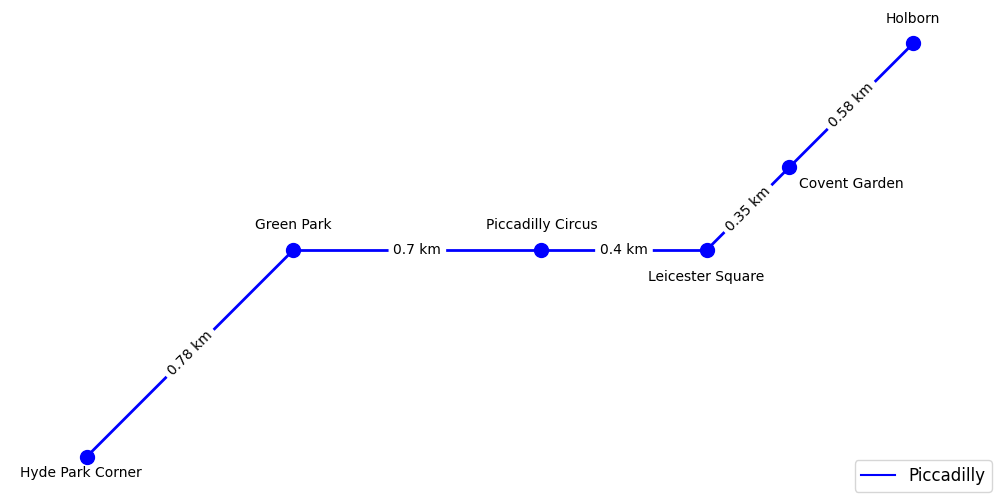 Holborn
0.58 km
Covent Garden
0.35 km
Green Park
Piccadilly Circus
0.7 km
0.4 km
Leicester Square
0.78 km
Hyde Park Corner
Piccadilly